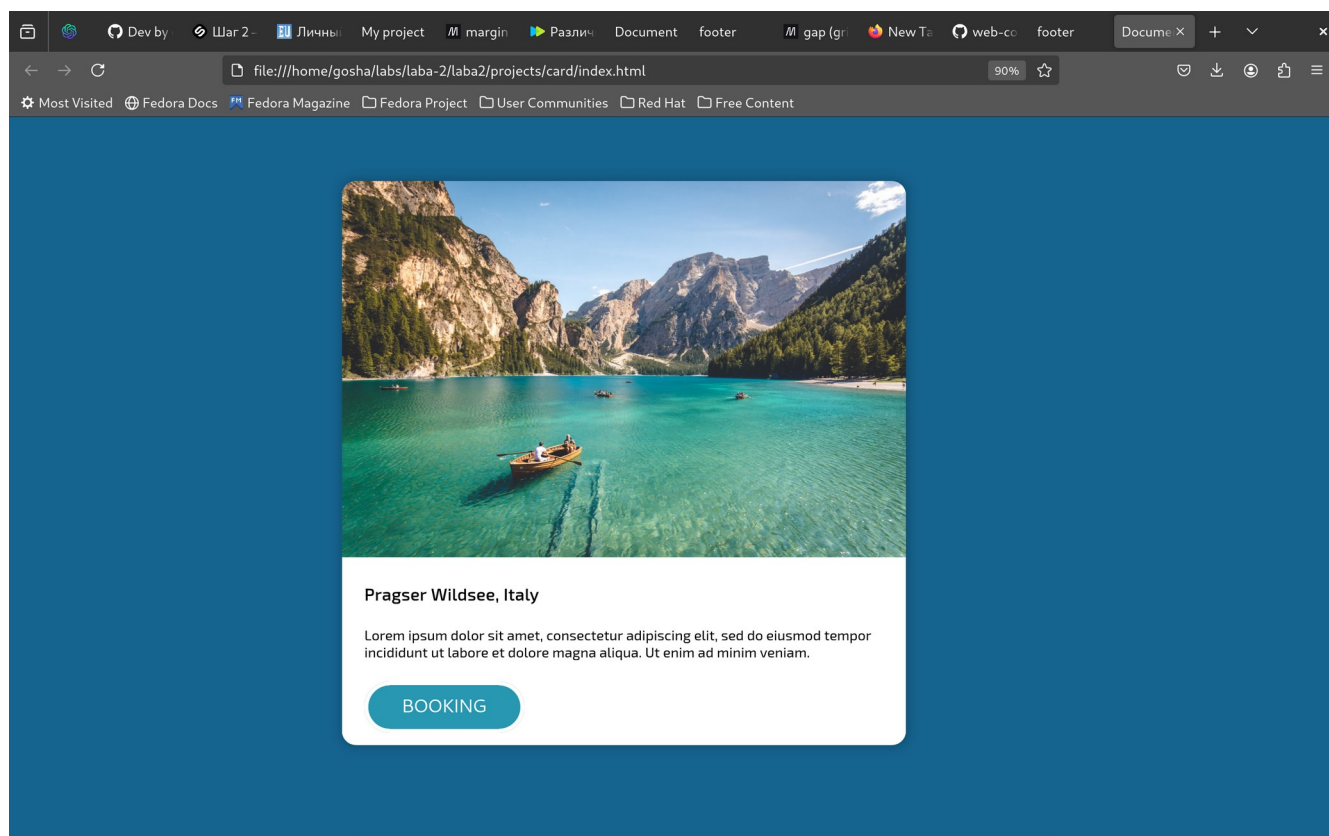 Dev by
Шаг 2 -
Личны
My project
margin
Различ
Document
footer
gap (gri
New Ta
web-co
footer
Docume
file:///home/gosha/labs/laba-2/laba2/projects/card/index.html
90%
Most Visited
Fedora Docs
Fedora Magazine
Fedora Project
User Communities
Red Hat
Free Content
Pragser Wildsee, Italy
Lorem ipsum dolor sit amet, consectetur adipiscing elit, sed do eiusmod tempor
incididunt ut labore et dolore magna aliqua. Ut enim ad minim veniam.
BOOKING